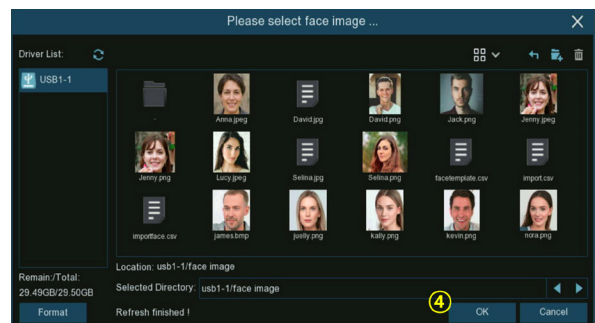 Please select face image ...
Driver List:
USB1-1
.
Anna.jpeg
David.jpg
David.png
Jack.png
Jenny.jpeg
Jenny.png
Lucy.jpeg
Selina.jpg
Selina.png
facetemplate.csv
import.csv
importface.csv
james.bmp
juelly.png
kally.png
kevin.png
nora.png
Location: usb1-1/face image
Remain:/Total:
29.49GB/29.50GB
Selected Directory: usb1-1/face image
4
Format
Refresh finished !
OK
Cancel